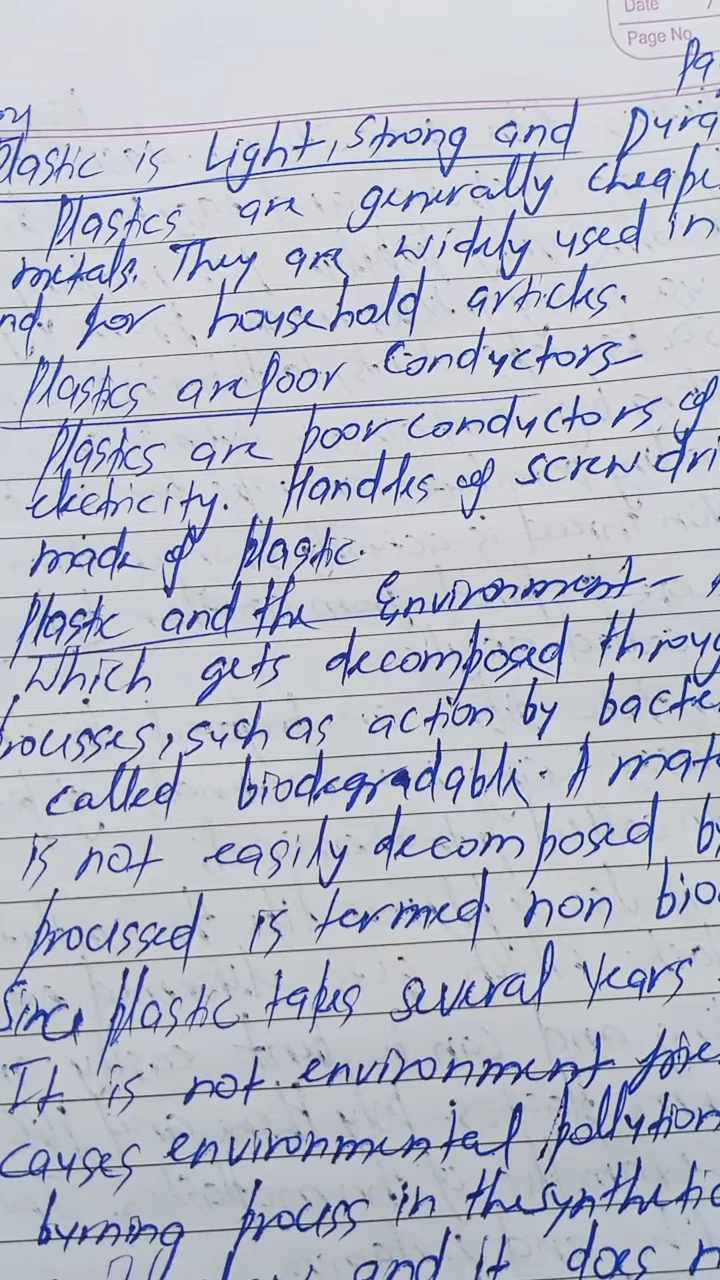 Date
Page No.
Pa
Plastic is Light, Strong and Dura
Plastics are generally cheape
metals. They are widely used in
nd for household articles.
Plastics are poor Conductors-
Plastics are poor conductors of
electricity. Handles of screw dri
made of plastic.
Plastic and the Environment-
Which gets decomposed throug
rocesses, such as action by bacte
called biodegradable. A mat
is not easily decomposed by
processed is termed non bio
Since plastic takes several years
It is not environment frie
causes environmental pollution
burning process in the synthetic
and it does n